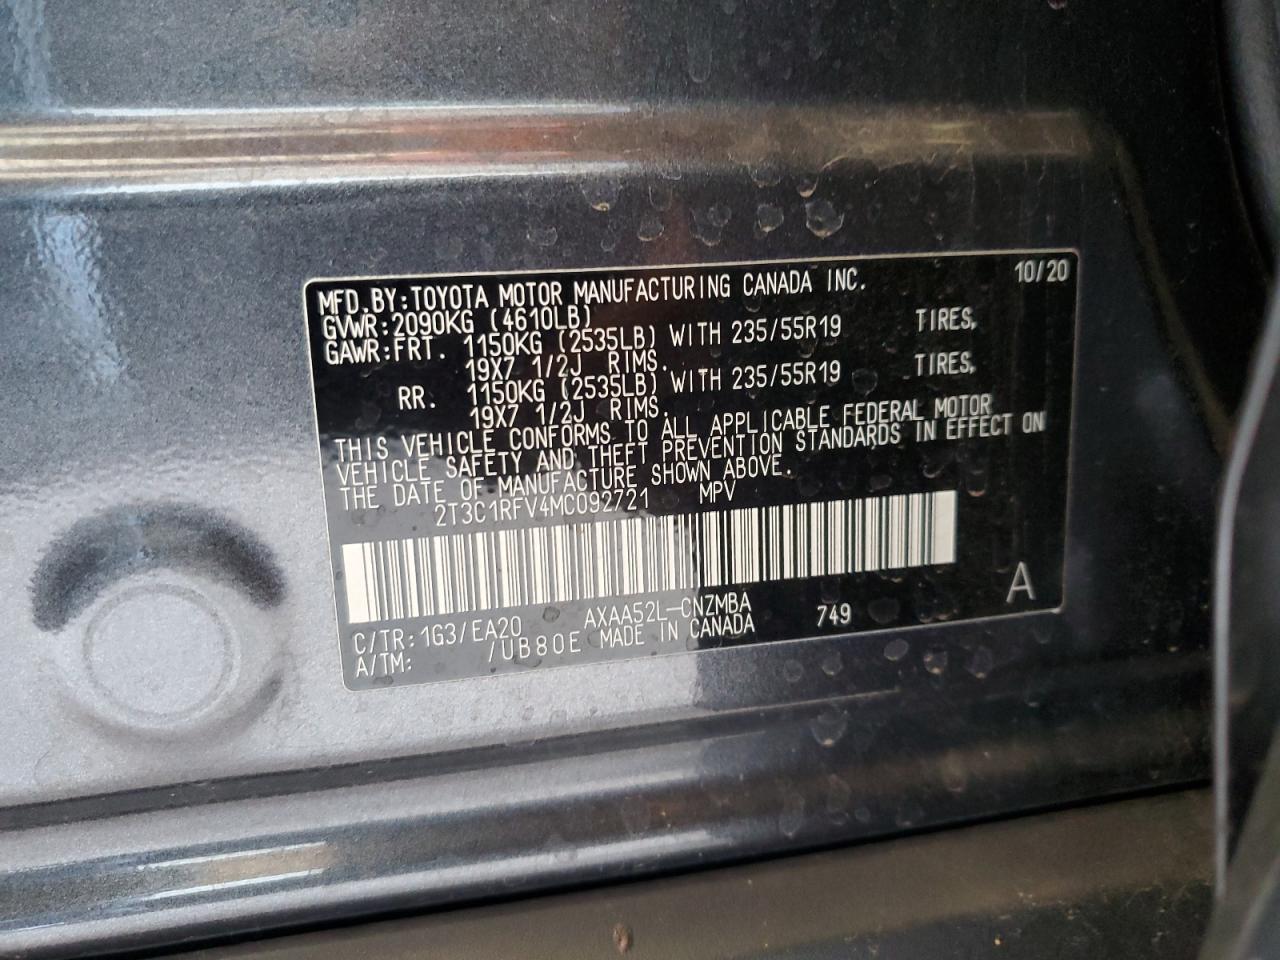 MFD.BY:TOYOTA MOTOR MANUFACTURING CANADA INC. 10/20
GVWR:2090KG (4610LB)
GAWR:FRT. 1150KG (2535LB) WITH 235/55R19 TIRES,
19X7 1/2J RIMS.
RR. 1150KG (2535LB) WITH 235/55R19 TIRES,
19X7 1/2J RIMS.
THIS VEHICLE CONFORMS TO ALL APPLICABLE FEDERAL MOTOR
VEHICLE SAFETY AND THEFT PREVENTION STANDARDS IN EFFECT ON
THE DATE OF MANUFACTURE SHOWN ABOVE.
2T3C1RFV4MC092721 MPV
C/TR:1G3/EA20 AXAA52L-CNZMBA 749 A
A/TM: /UB80E MADE IN CANADA